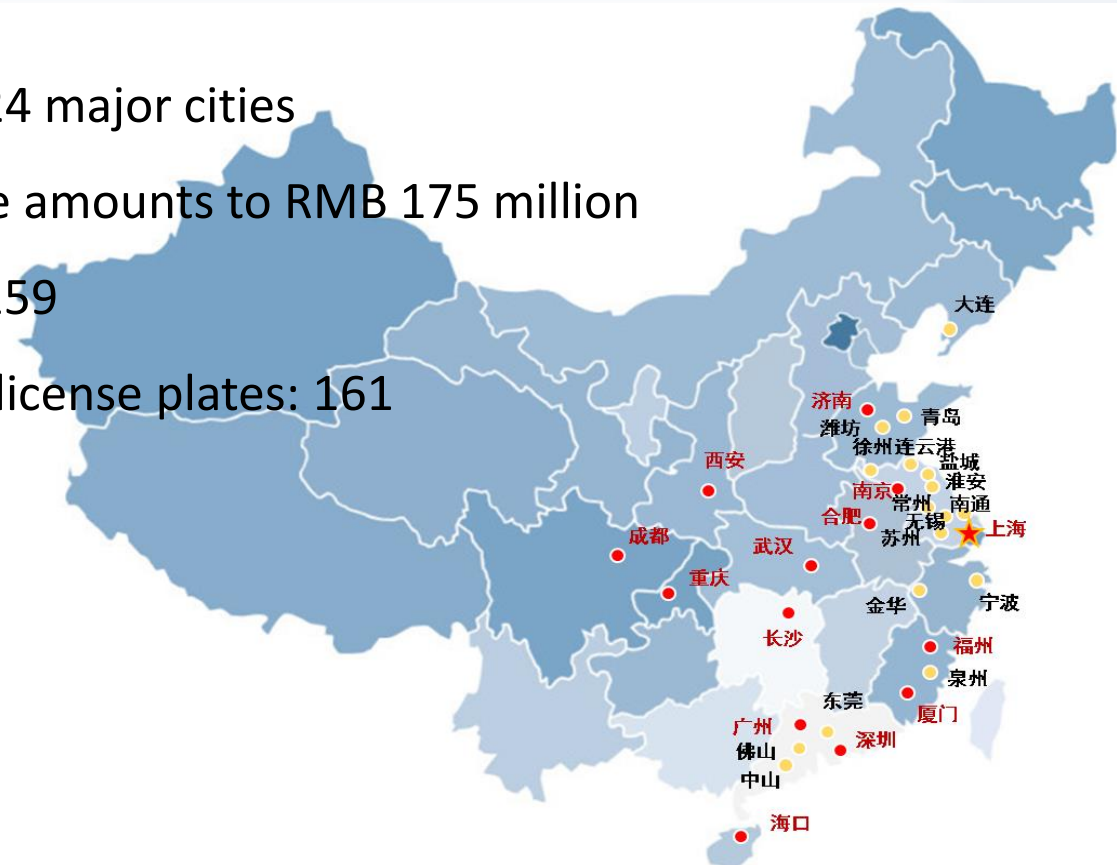 24 major cities
e amounts to RMB 175 million
159
license plates: 161
大连
济南
青岛
潍坊
徐州 连云港
盐城
西安
淮安
南京
常州
南通
合肥
无锡
上海
苏州
成都
武汉
重庆
金华
宁波
长沙
福州
泉州
东莞
厦门
广州
深圳
佛山
中山
海口